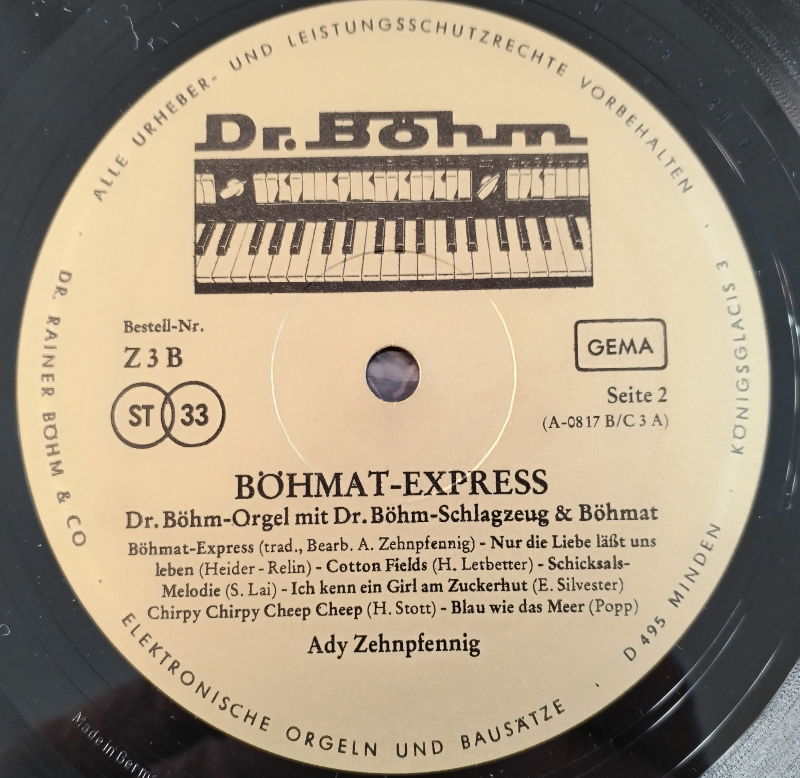 ALLE URHEBER- UND LEISTUNGSSCHUTZRECHTE VORBEHALTEN
Dr. Böhm
Bestell-Nr.
Z 3 B
ST 33
GEMA
Seite 2
(A-0817 B/C 3 A)
BÖHMAT-EXPRESS
Dr. Böhm-Orgel mit Dr. Böhm-Schlagzeug & Böhmat
Böhmat-Express (trad., Bearb. A. Zehnpfennig) - Nur die Liebe läßt uns
leben (Heider - Relin) - Cotton Fields (H. Letbetter) - Schicksals-
Melodie (S. Lai) - Ich kenn ein Girl am Zuckerhut (E. Silvester)
Chirpy Chirpy Cheep Cheep (H. Stott) - Blau wie das Meer (Popp)
Ady Zehnpfennig
DR. RAINER BÖHM & CO
ELEKTRONISCHE ORGELN UND BAUSÄTZE
D 495 MINDEN
KÖNIGSGLACIS 3
Made in